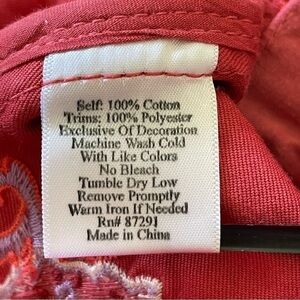 Self: 100% Cotton
Trims: 100% Polyester
Exclusive Of Decoration
Machine Wash Cold
With Like Colors
No Bleach
Tumble Dry Low
Remove Promptly
Warm Iron If Needed
Rn# 87291
Made in China